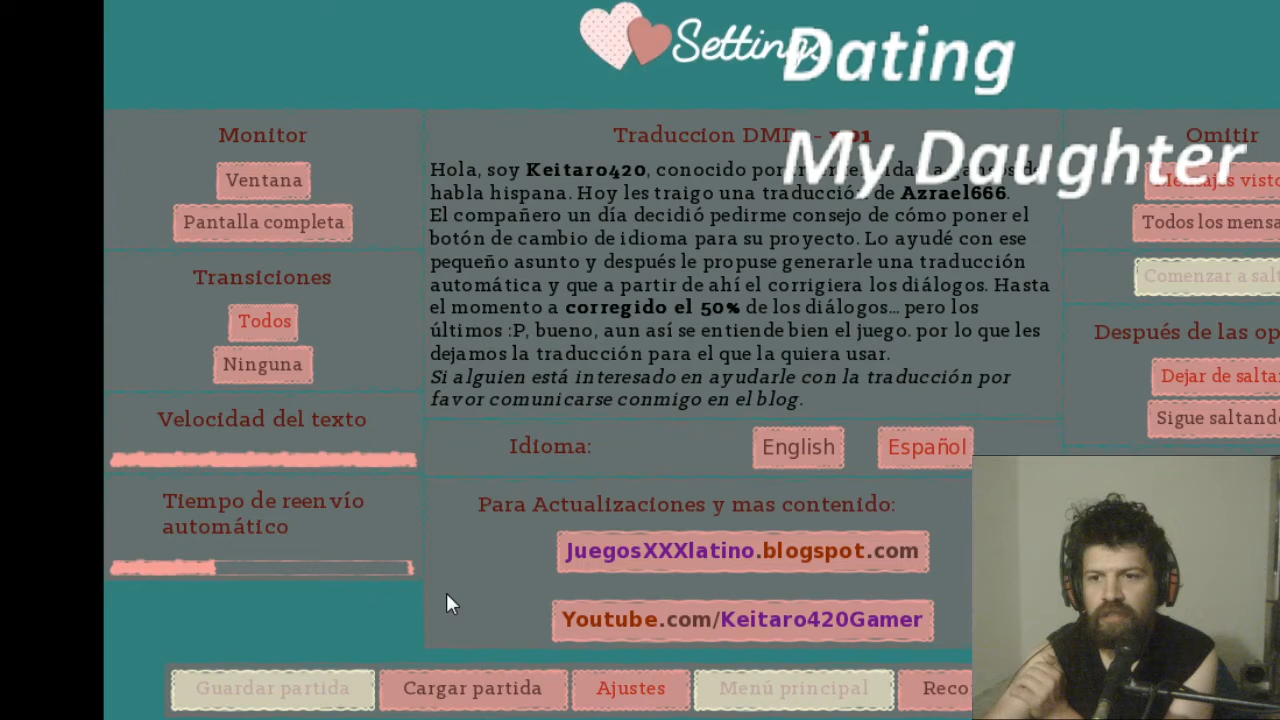 Settings
Dating
My Daughter
Monitor
Ventana
Pantalla completa
Transiciones
Todos
Ninguna
Velocidad del texto
Tiempo de reenvío
automático
Traduccion DMD - v.01
Hola, soy Keitaro420, conocido por
habla hispana. Hoy les traigo una traducción de Azrael666.
El compañero un día decidió pedirme consejo de cómo poner el
botón de cambio de idioma para su proyecto. Lo ayudé con ese
pequeño asunto y después le propuse generarle una traducción
automática y que a partir de ahí el corrigiera los diálogos. Hasta
el momento a corregido el 50% de los diálogos... pero los
últimos :P, bueno, aun así se entiende bien el juego. por lo que les
dejamos la traducción para el que la quiera usar.
Si alguien está interesado en ayudarle con la traducción por
favor comunicarse conmigo en el blog.
Idioma:
English
Español
Para Actualizaciones y mas contenido:
JuegosXXXlatino.blogspot.com
Youtube.com/Keitaro420Gamer
Omitir
Mensajes visto
Todos los mensa
Comenzar a salt
Después de las op
Dejar de salta
Sigue saltando
Guardar partida
Cargar partida
Ajustes
Menú principal
Reco